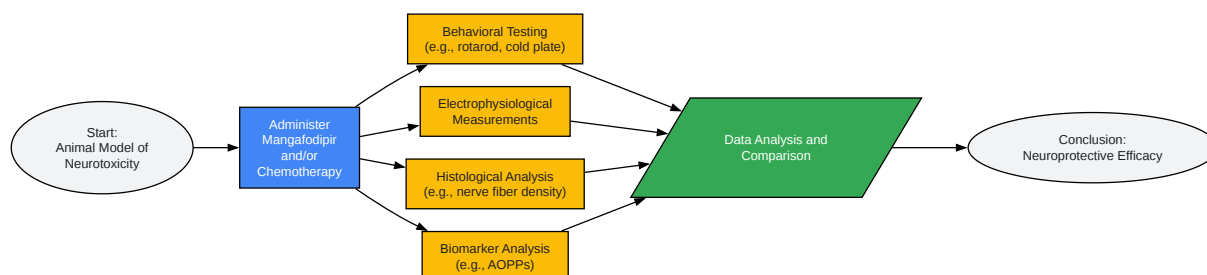 Start:
Animal Model of
Neurotoxicity
Administer
Mangafodipir
and/or
Chemotherapy
Behavioral Testing
(e.g., rotarod, cold plate)
Electrophysiological
Measurements
Histological Analysis
(e.g., nerve fiber density)
Biomarker Analysis
(e.g., AOPPs)
Data Analysis and
Comparison
Conclusion:
Neuroprotective Efficacy